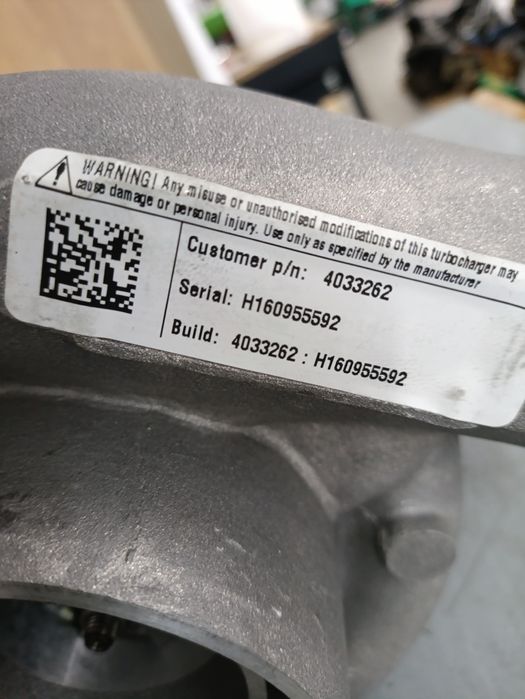 WARNING! Any misuse or unauthorised modifications of this turbocharger may
cause damage or personal injury. Use only as specified by the manufacturer
Customer p/n: 4033262
Serial: H160955592
Build: 4033262 : H160955592